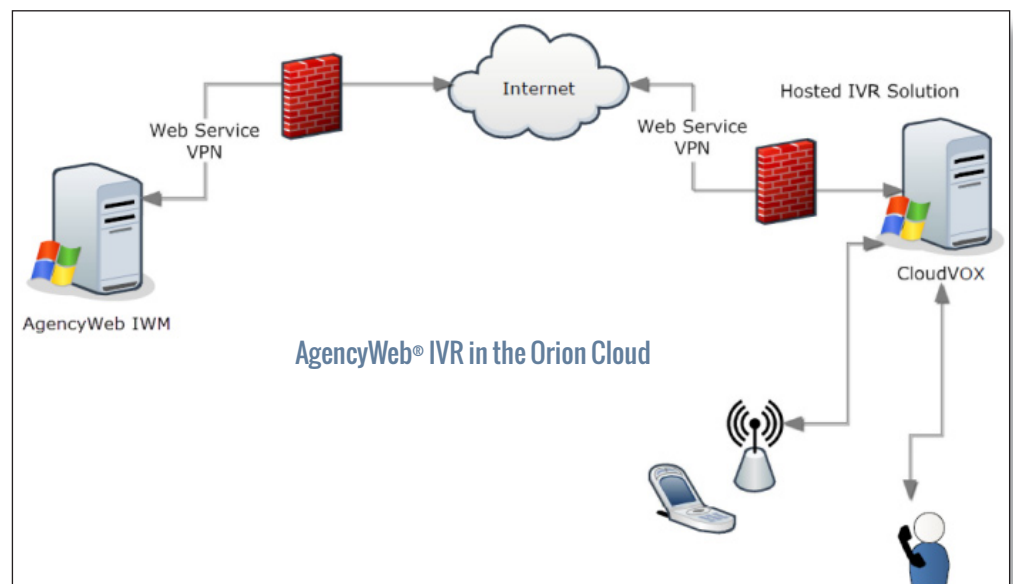 Internet
Hosted IVR Solution
Web Service
VPN
Web Service
VPN
CloudVOX
AgencyWeb IWM
AgencyWeb® IVR in the Orion Cloud